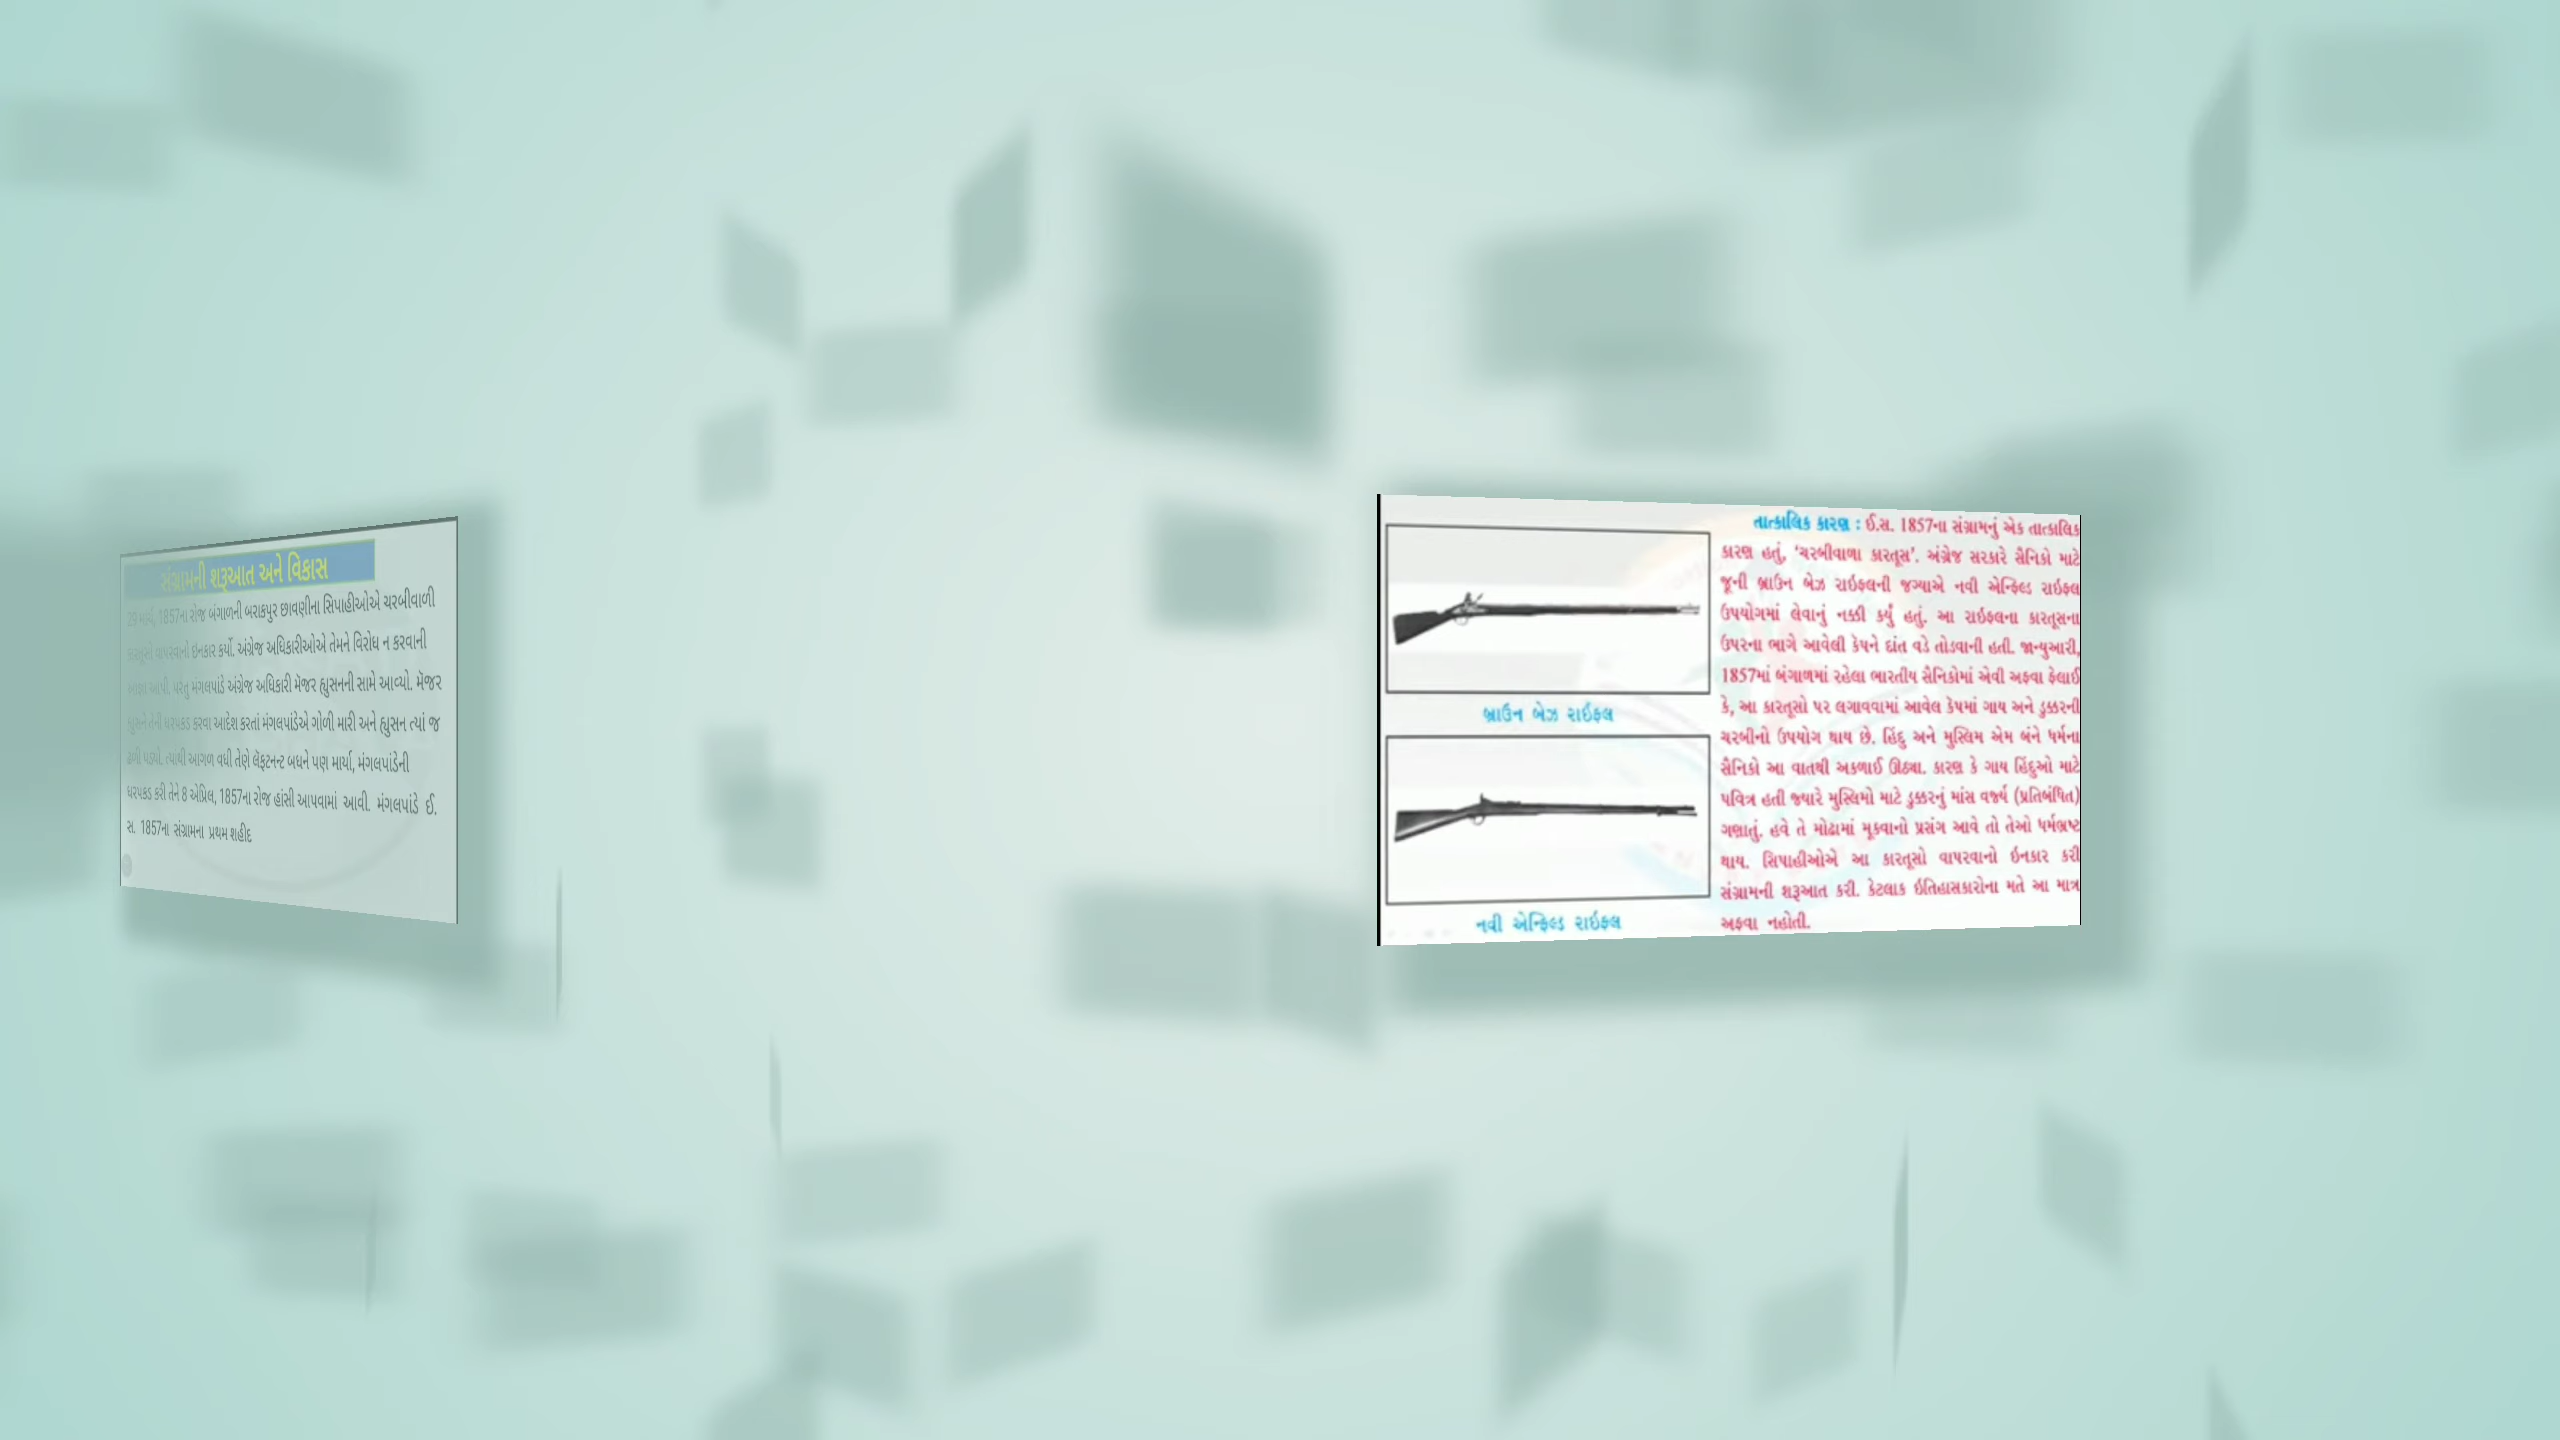 સંગ્રામની શરૂઆત અને વિકાસ
29 માર્ચ, 1857ના રોજ બંગાળની બરાકપુર છાવણીના સિપાહીઓએ ચરબીવાળી
કારતૂસો વાપરવાનો ઇનકાર કર્યો. અંગ્રેજ અધિકારીઓએ તેમને વિરોધ ન કરવાની
આજ્ઞા આપી, પરંતુ મંગલપાંડે અંગ્રેજ અધિકારી મૅજર હ્યુસનની સામે આવ્યો. મૅજર
હ્યુસને તેની ધરપકડ કરવા આદેશ કરતાં મંગલપાંડેએ ગોળી મારી અને હ્યુસન ત્યાં જ
ઢળી પડ્યો. ત્યાંથી આગળ વધી તેણે લૅફ્ટનન્ટ બધને પણ માર્યા, મંગલપાંડેની
ધરપકડ કરી તેને 8 એપ્રિલ, 1857ના રોજ હાંસી આપવામાં આવી. મંગલપાંડે ઈ.
સ. 1857ના સંગ્રામના પ્રથમ શહીદ
બ્રાઉન બેઝ રાઇફલ
નવી એન્ફિલ્ડ રાઇફલ
તાત્કાલિક કારણ : ઈ.સ. 1857ના સંગ્રામનું એક તાત્કાલિક
કારણ હતું, ‘ચરબીવાળા કારતૂસ’. અંગ્રેજ સરકારે સૈનિકો માટે
જૂની બ્રાઉન બેઝ રાઇફલની જગ્યાએ નવી એન્ફિલ્ડ રાઇફલ
ઉપયોગમાં લેવાનું નક્કી કર્યું હતું. આ રાઇફલના કારતૂસના
ઉપરના ભાગે આવેલી કેપને દાંત વડે તોડવાની હતી. જાન્યુઆરી,
1857માં બંગાળમાં રહેલા ભારતીય સૈનિકોમાં એવી અફવા ફેલાઈ
કે, આ કારતૂસો પર લગાવવામાં આવેલ કેપમાં ગાય અને ડુક્કરની
ચરબીનો ઉપયોગ થાય છે. હિંદુ અને મુસ્લિમ એમ બંને ધર્મના
સૈનિકો આ વાતથી અકળાઈ ઊઠ્યા. કારણ કે ગાય હિંદુઓ માટે
પવિત્ર હતી જ્યારે મુસ્લિમો માટે ડુક્કરનું માંસ વર્જ્ય (પ્રતિબંધિત)
ગણાતું. હવે તે મોઢામાં મૂકવાનો પ્રસંગ આવે તો તેઓ ધર્મભ્રષ્ટ
થાય. સિપાહીઓએ આ કારતૂસો વાપરવાનો ઇનકાર કરી
સંગ્રામની શરૂઆત કરી. કેટલાક ઇતિહાસકારોના મતે આ માત્ર
અફવા નહોતી.